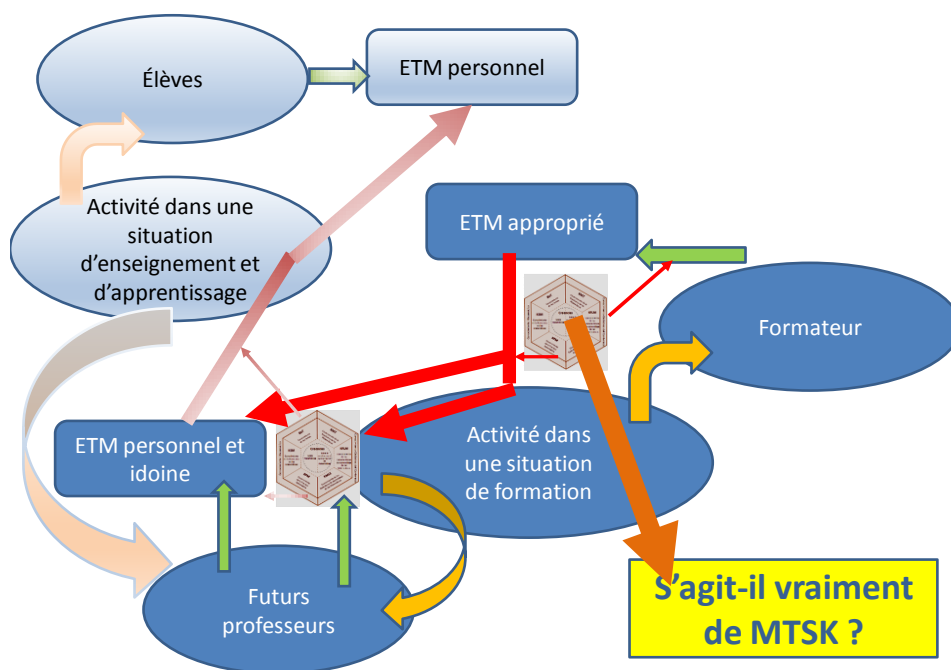 Élèves
ETM personnel
Activité dans une
situation
d'enseignement et
d'apprentissage
ETM approprié
Formateur
ETM personnel et
idoine
Activité dans
une situation
de formation
Futurs
professeurs
S'agit-il vraiment
de MTSK ?